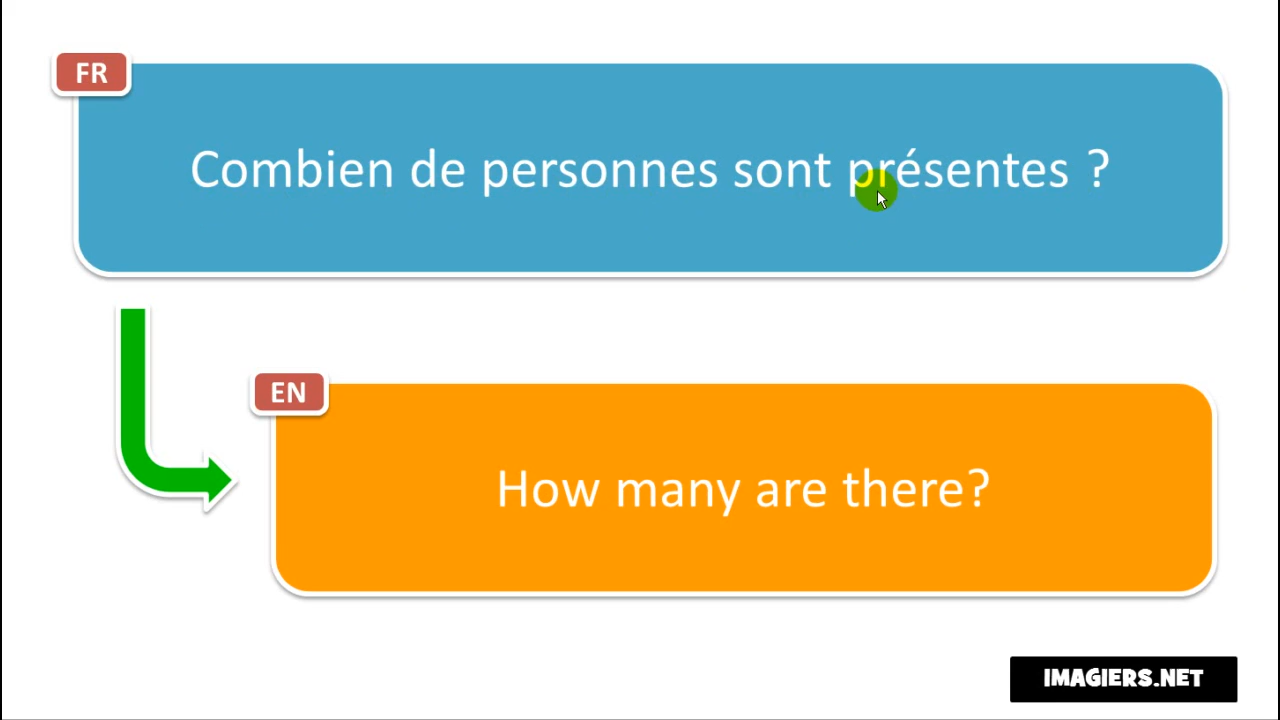 FR
Combien de personnes sont présentes ?
EN
How many are there?
IMAGIERS.NET